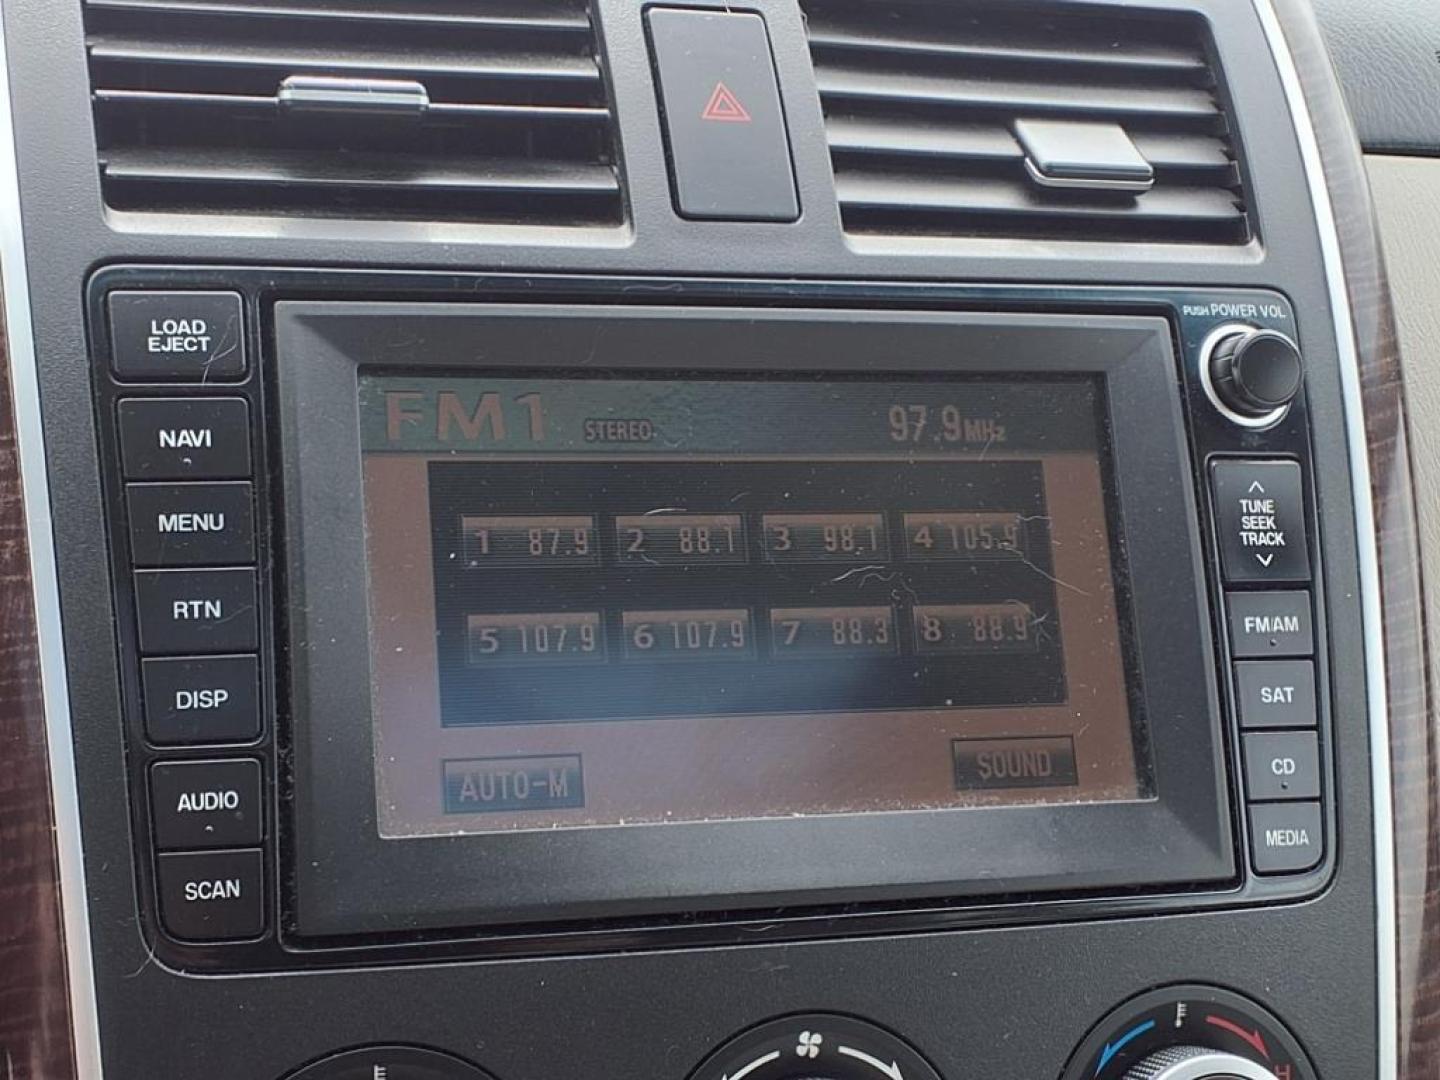 LOAD
EJECT
NAVI
MENU
RTN
DISP
AUDIO
SCAN
FM1 STEREO 97.9MHz
1 87.9 2 88.1 3 98.1 4 105.9
5 107.9 6 107.9 7 88.3 8 88.9
AUTO-M SOUND
PUSH POWER VOL
TUNE
SEEK
TRACK
FM/AM
SAT
CD
MEDIA
H